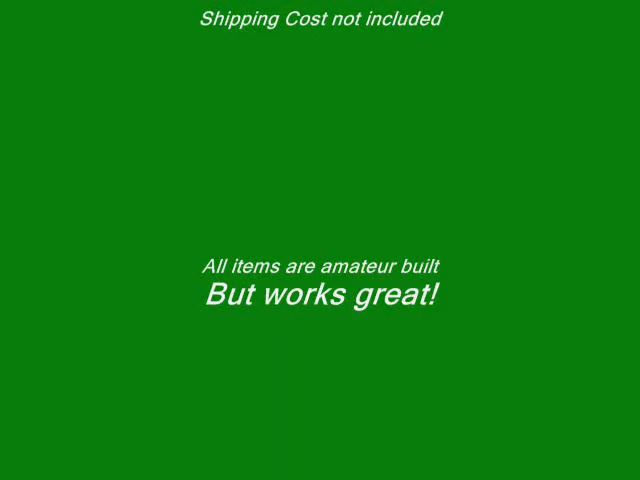 Shipping Cost not included
All items are amateur built
But works great!